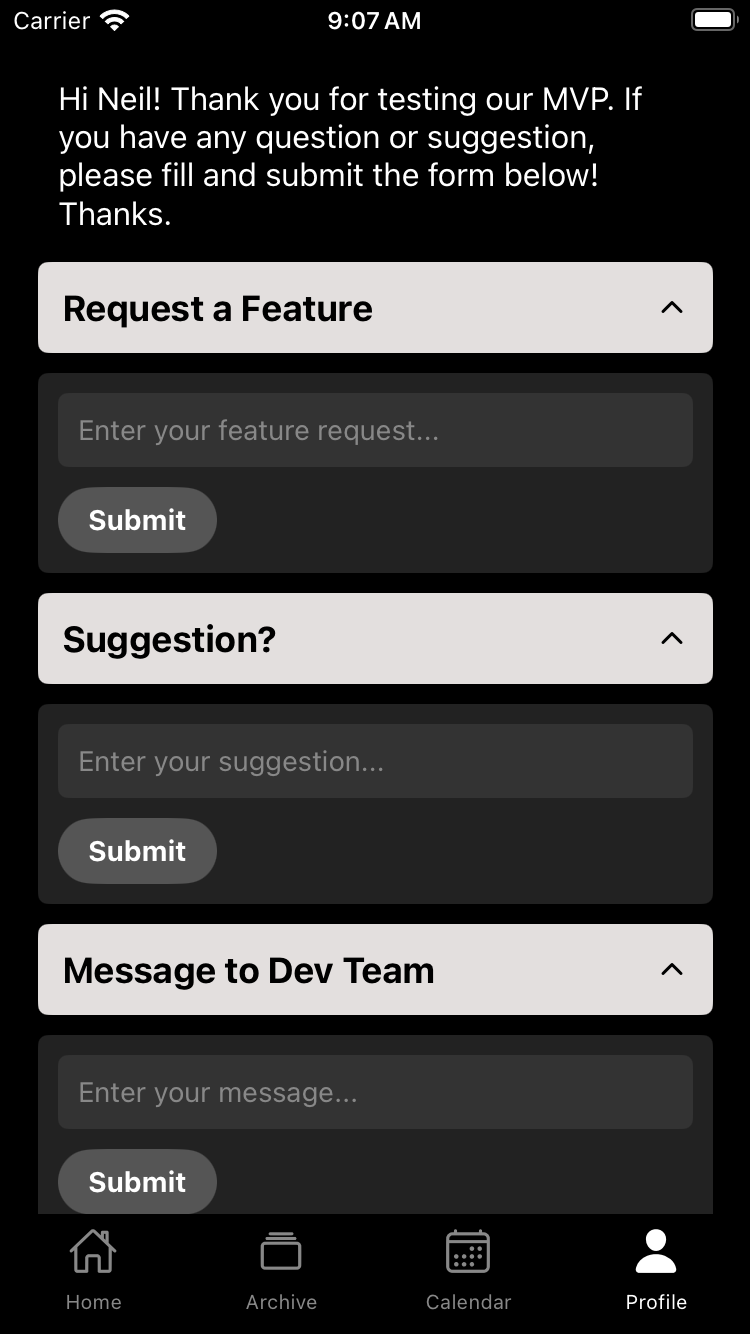 Carrier 9:07 AM
Hi Neil! Thank you for testing our MVP. If
you have any question or suggestion,
please fill and submit the form below!
Thanks.
Request a Feature
Enter your feature request...
Submit
Suggestion?
Enter your suggestion...
Submit
Message to Dev Team
Enter your message...
Submit
Home Archive Calendar Profile